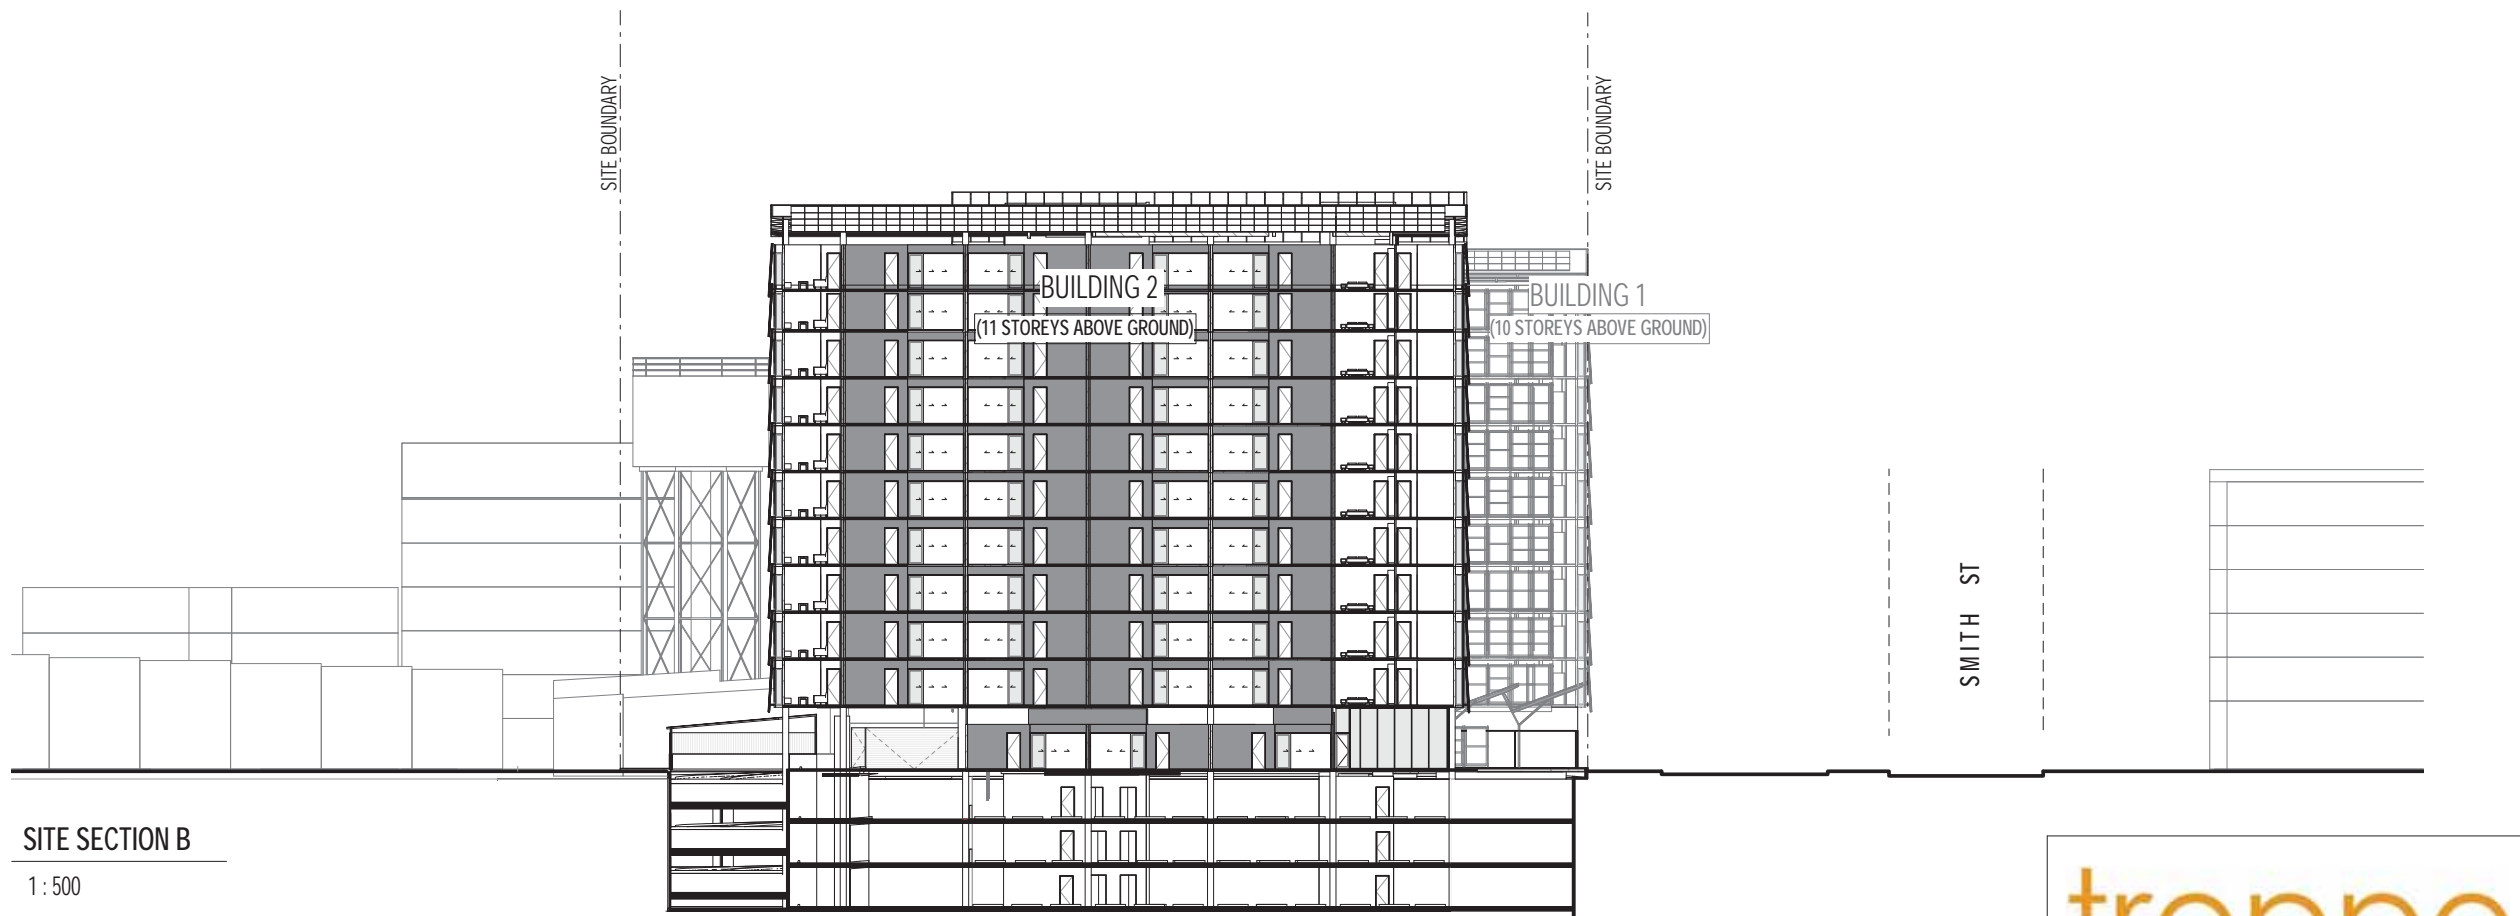 SITE BOUNDARY
SITE BOUNDARY
BUILDING 2
(11 STOREYS ABOVE GROUND)
BUILDING 1
(10 STOREYS ABOVE GROUND)
SMITH ST
SITE SECTION B
1 : 500